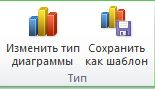 Изменить тип
диаграммы
Сохранить
как шаблон
Тип